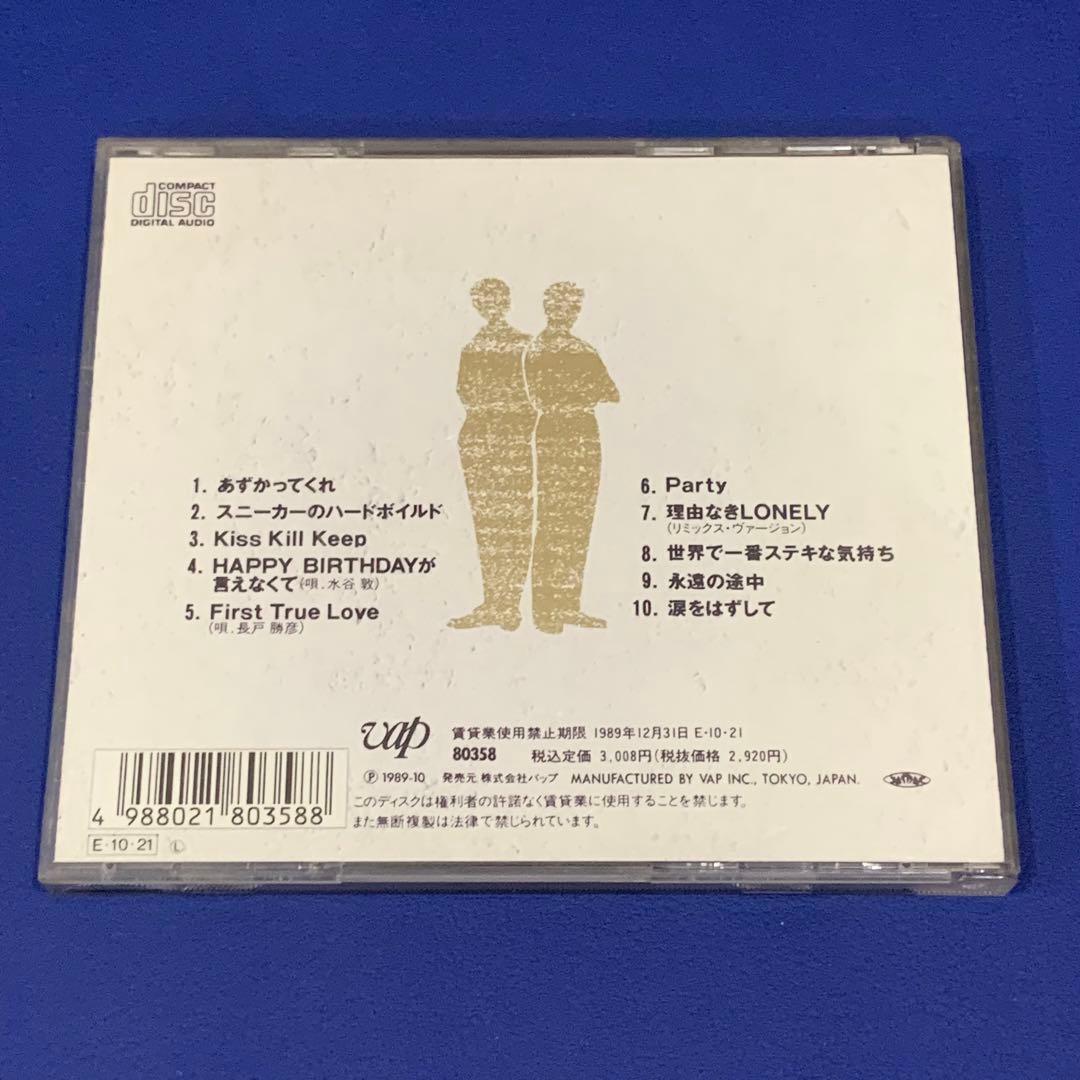 COMPACT
disc
DIGITAL AUDIO
1. あずかってくれ
2. スニーカーのハードボイルド
3. Kiss Kill Keep
4. HAPPY BIRTHDAYが
言えなくて(唄.水谷 敦)
5. First True Love
(唄.長戸 勝彦)
6. Party
7. 理由なきLONELY
(リミックス・ヴァージョン)
8. 世界で一番ステキな気持ち
9. 永遠の途中
10. 涙をはずして
vap 賃貸業使用禁止期限 1989年12月31日 E・10・21
80358 税込定価 3,008円(税抜価格 2,920円)
Ⓟ 1989-10 発売元 株式会社バップ MANUFACTURED BY VAP INC., TOKYO, JAPAN.
このディスクは権利者の許諾なく賃貸業に使用することを禁じます。
また無断複製は法律で禁じられています。
4 988021 803588
E・10・21 Ⓛ